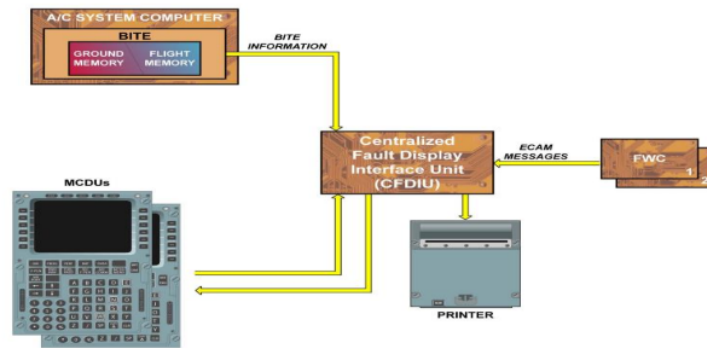 A/C SYSTEM COMPUTER
BITE
GROUND MEMORY
FLIGHT MEMORY
BITE
INFORMATION
Centralized
Fault Display
Interface Unit
(CFDIU)
ECAM
MESSAGES
FWC
1
2
MCDUs
PRINTER